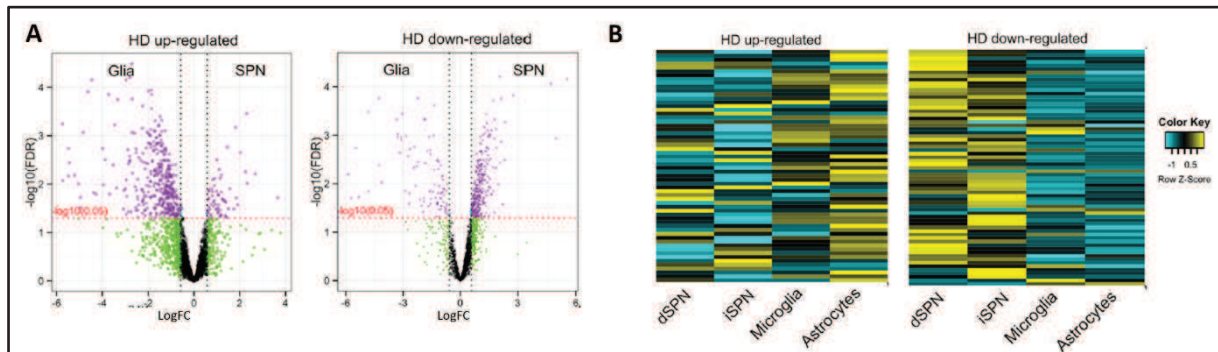 A
HD up-regulated
HD down-regulated
Glia
SPN
Glia
SPN
-log10(FDR)
4
3
2
1
0
-log10(0.05)
-6
-4
-2
0
2
4
LogFC
4
3
2
1
0
-log10(0.05)
-6
-3
0
3
6
LogFC
B
HD up-regulated
HD down-regulated
dSPN
iSPN
Microglia
Astrocytes
dSPN
iSPN
Microglia
Astrocytes
Color Key
-1 0.5
Row Z-Score